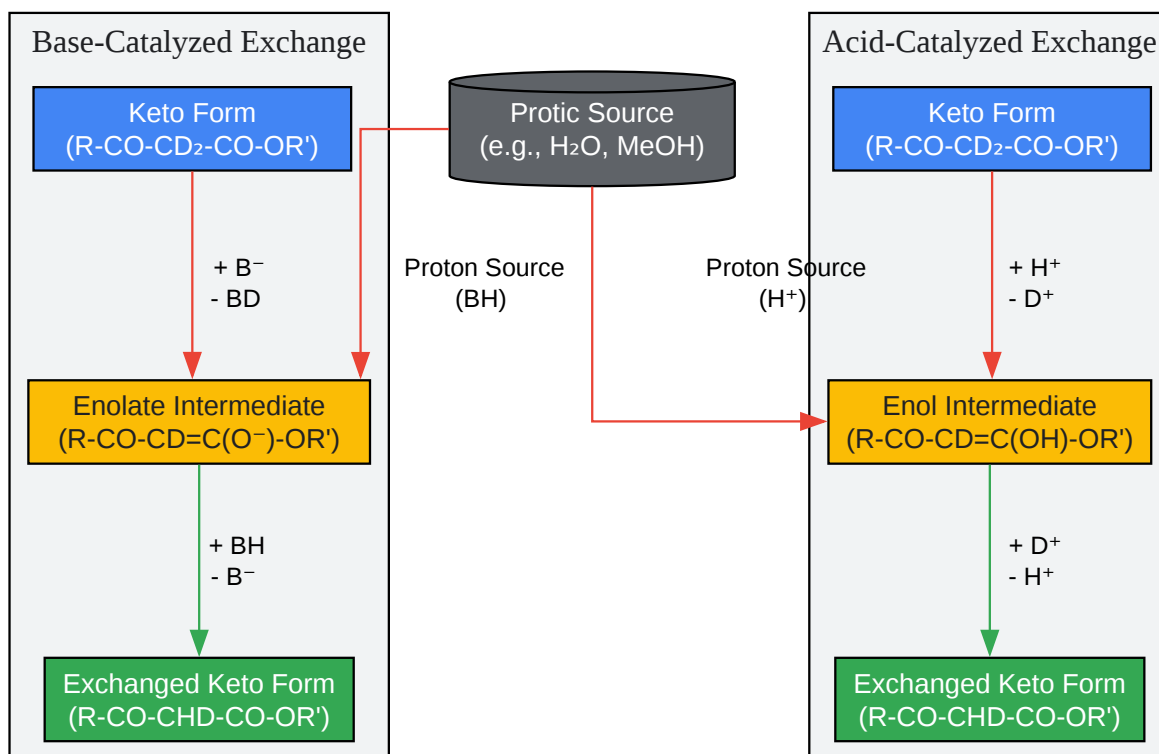 Base-Catalyzed Exchange
Keto Form
(R-CO-CD₂-CO-OR')
+ B⁻
- BD
Enolate Intermediate
(R-CO-CD=C(O⁻)-OR')
+ BH
- B⁻
Exchanged Keto Form
(R-CO-CHD-CO-OR')
Protic Source
(e.g., H₂O, MeOH)
Proton Source
(BH)
Proton Source
(H⁺)
Acid-Catalyzed Exchange
Keto Form
(R-CO-CD₂-CO-OR')
+ H⁺
- D⁺
Enol Intermediate
(R-CO-CD=C(OH)-OR')
+ D⁺
- H⁺
Exchanged Keto Form
(R-CO-CHD-CO-OR')